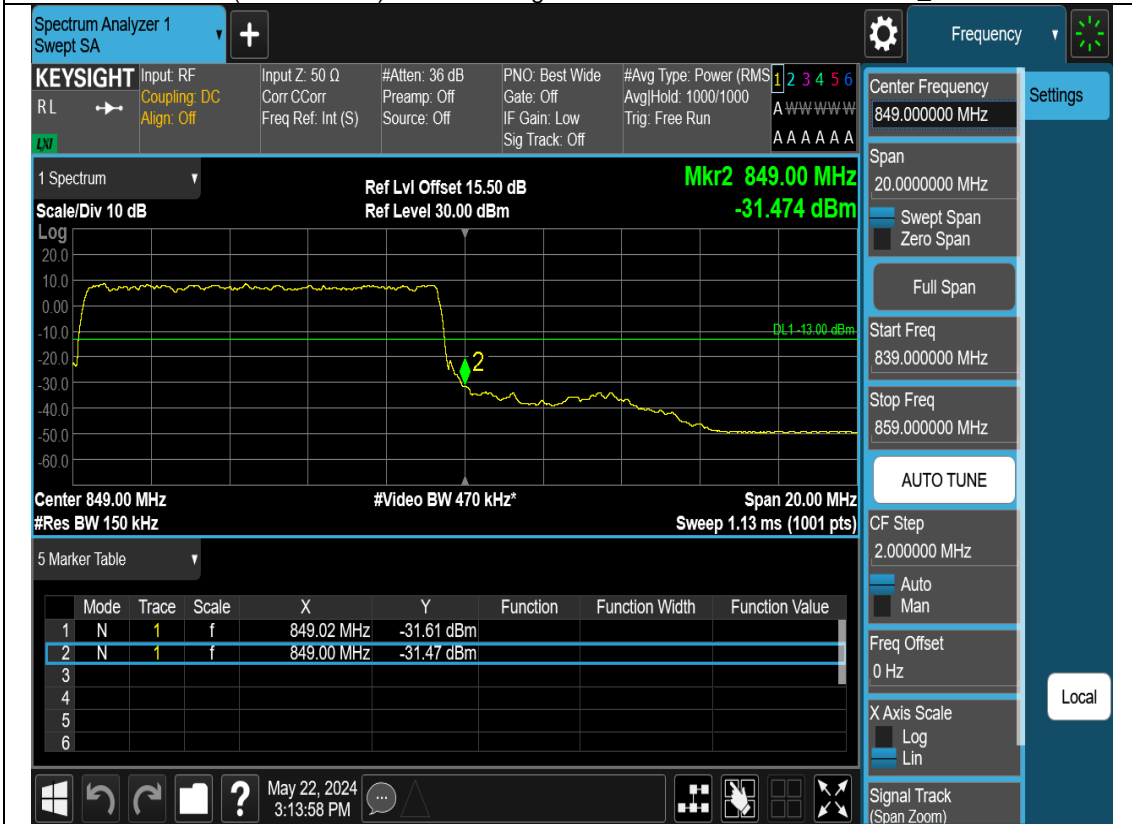 Spectrum Analyzer 1
Swept SA
+
Frequency
KEYSIGHT
R L
LXI
Input: RF
Coupling: DC
Align: Off
Input Z: 50 Ω
Corr CCorr
Freq Ref: Int (S)
#Atten: 36 dB
Preamp: Off
Source: Off
PNO: Best Wide
Gate: Off
IF Gain: Low
Sig Track: Off
#Avg Type: Power (RMS
Avg|Hold: 1000/1000
Trig: Free Run
1 2 3 4 5 6
A W W W W W
A A A A A A
1 Spectrum
Scale/Div 10 dB
Log
Ref Lvl Offset 15.50 dB
Ref Level 30.00 dBm
Mkr2 849.00 MHz
-31.474 dBm
20.0
10.0
0.00
-10.0
-20.0
-30.0
-40.0
-50.0
-60.0
DL1 -13.00 dBm
2
Center 849.00 MHz
#Video BW 470 kHz*
Span 20.00 MHz
#Res BW 150 kHz
Sweep 1.13 ms (1001 pts)
5 Marker Table
Mode Trace Scale X Y Function Function Width Function Value
1 N 1 f 849.02 MHz -31.61 dBm
2 N 1 f 849.00 MHz -31.47 dBm
3
4
5
6
?
May 22, 2024
3:13:58 PM
Center Frequency
849.000000 MHz
Settings
Span
20.0000000 MHz
Swept Span
Zero Span
Full Span
Start Freq
839.000000 MHz
Stop Freq
859.000000 MHz
AUTO TUNE
CF Step
2.000000 MHz
Auto
Man
Freq Offset
0 Hz
X Axis Scale
Log
Lin
Local
Signal Track
(Span Zoom)